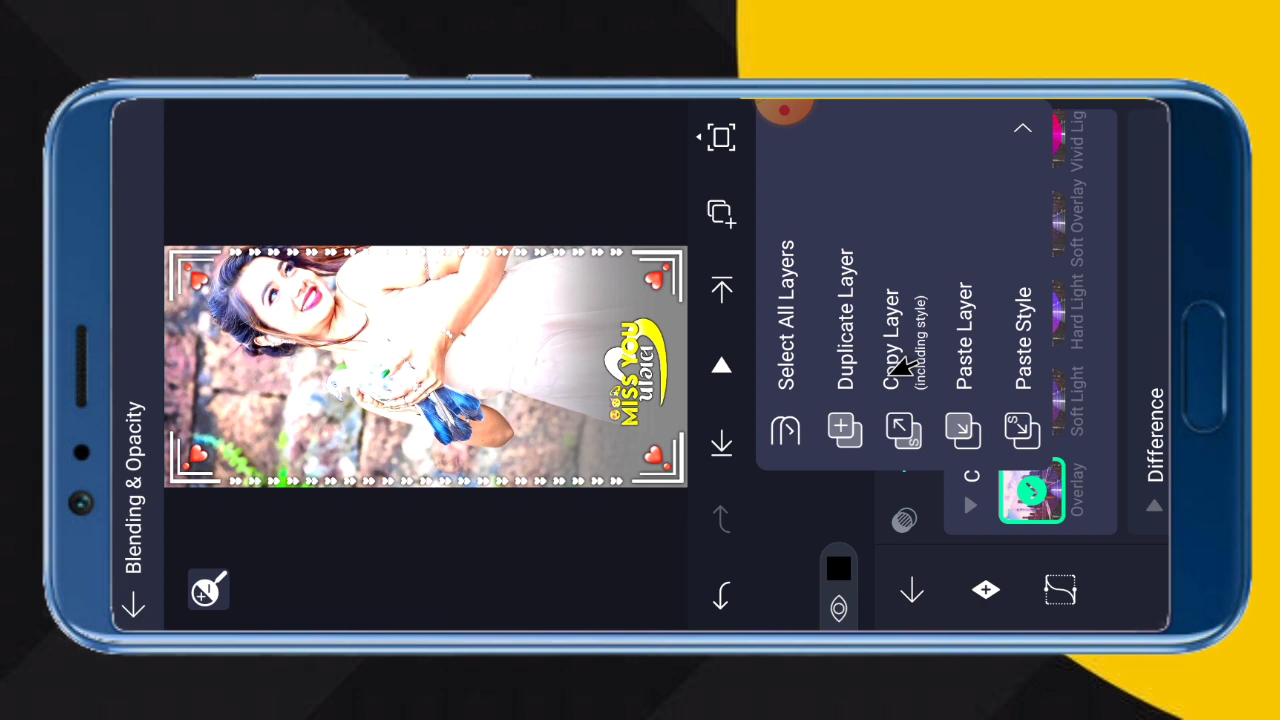 Blending & Opacity
MISS YOU
Select All Layers
Duplicate Layer
Copy Layer
(including style)
Paste Layer
Paste Style
C
Overlay
Soft Light
Hard Light
Soft Overlay
Vivid Lig
Difference